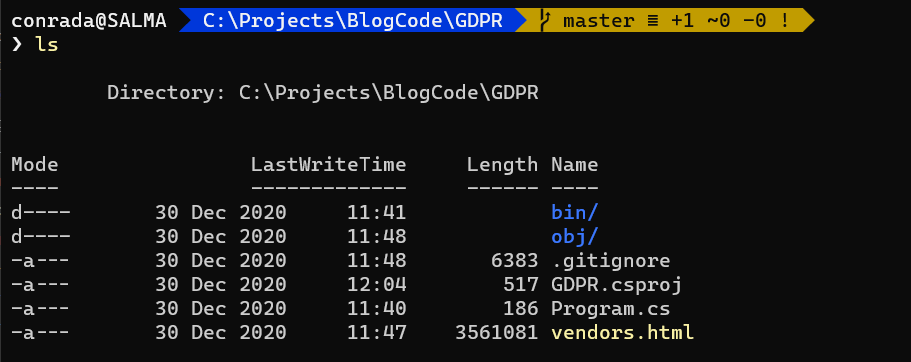 conrada@SALMA C:\Projects\BlogCode\GDPR master ≡ +1 ~0 -0 !
❯ ls
Directory: C:\Projects\BlogCode\GDPR
Mode LastWriteTime Length Name
---- ------------- ------ ----
d---- 30 Dec 2020 11:41 bin/
d---- 30 Dec 2020 11:48 obj/
-a--- 30 Dec 2020 11:48 6383 .gitignore
-a--- 30 Dec 2020 12:04 517 GDPR.csproj
-a--- 30 Dec 2020 11:40 186 Program.cs
-a--- 30 Dec 2020 11:47 3561081 vendors.html